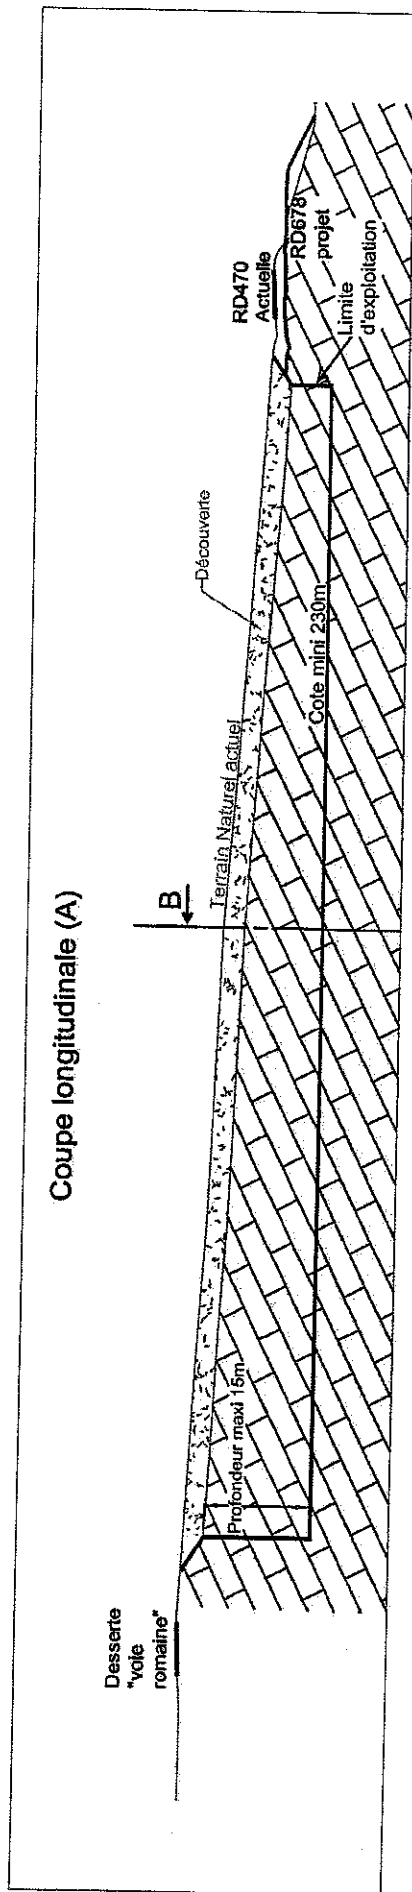 Coupe longitudinale (A)
Desserte
"voie
romaine"
Profondeur maxi 15m
B
Terrain Naturel actuel
Découverte
Cote mini 230m
RD470
Actuelle
RD678
projet
Limite
d'exploitation